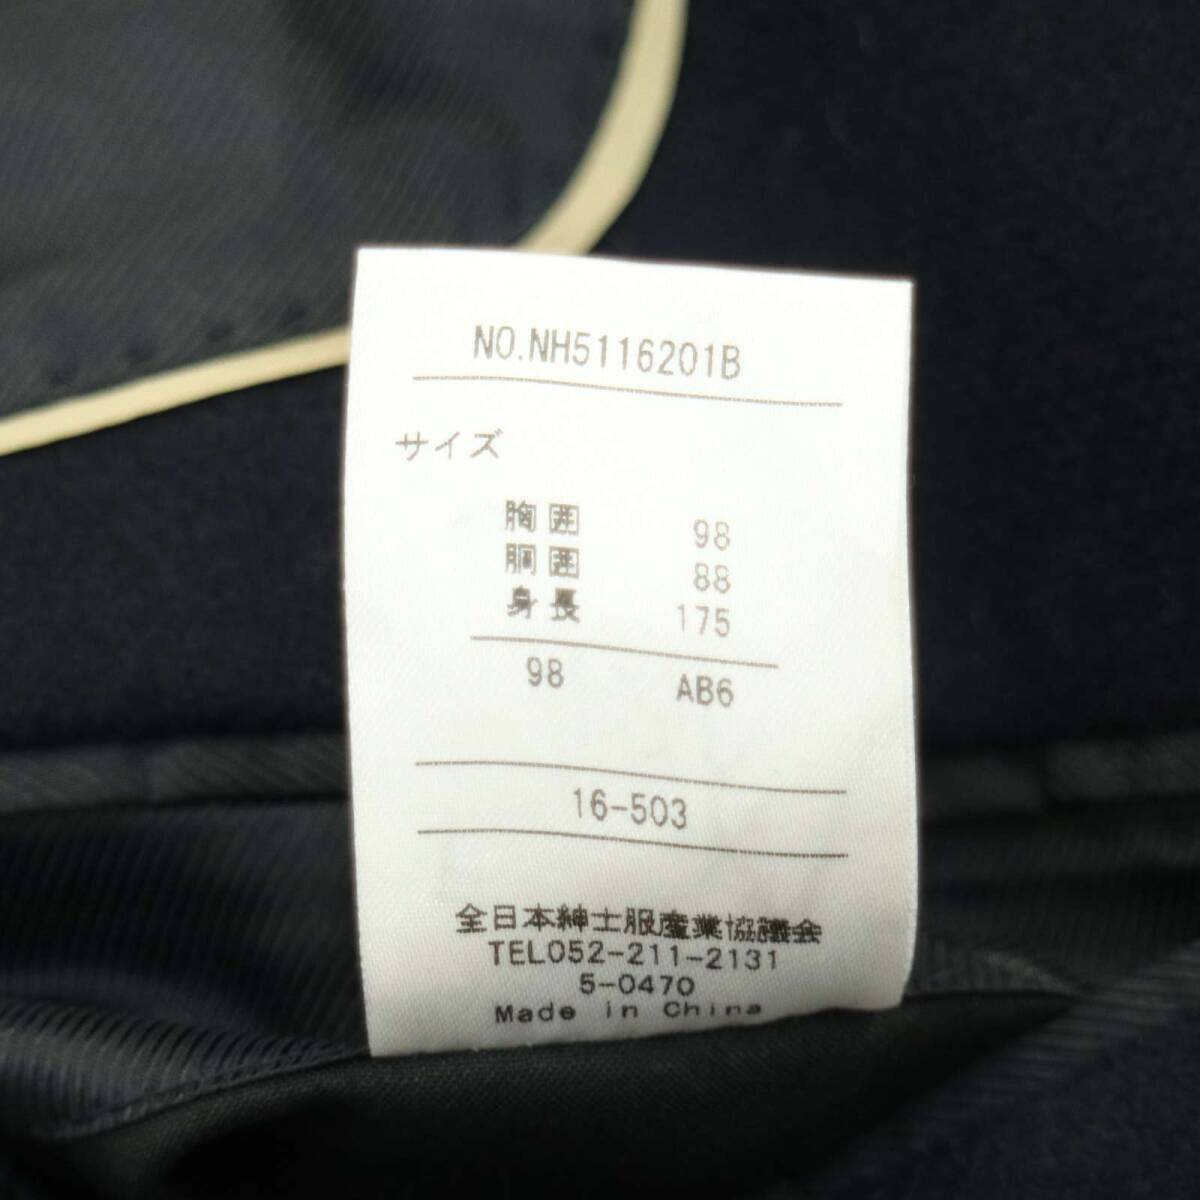 NO.NH5116201B
サイズ
胸囲 98
胴囲 88
身長 175
98 AB6
16-503
全日本紳士服産業協議会
TEL052-211-2131
5-0470
Made in China